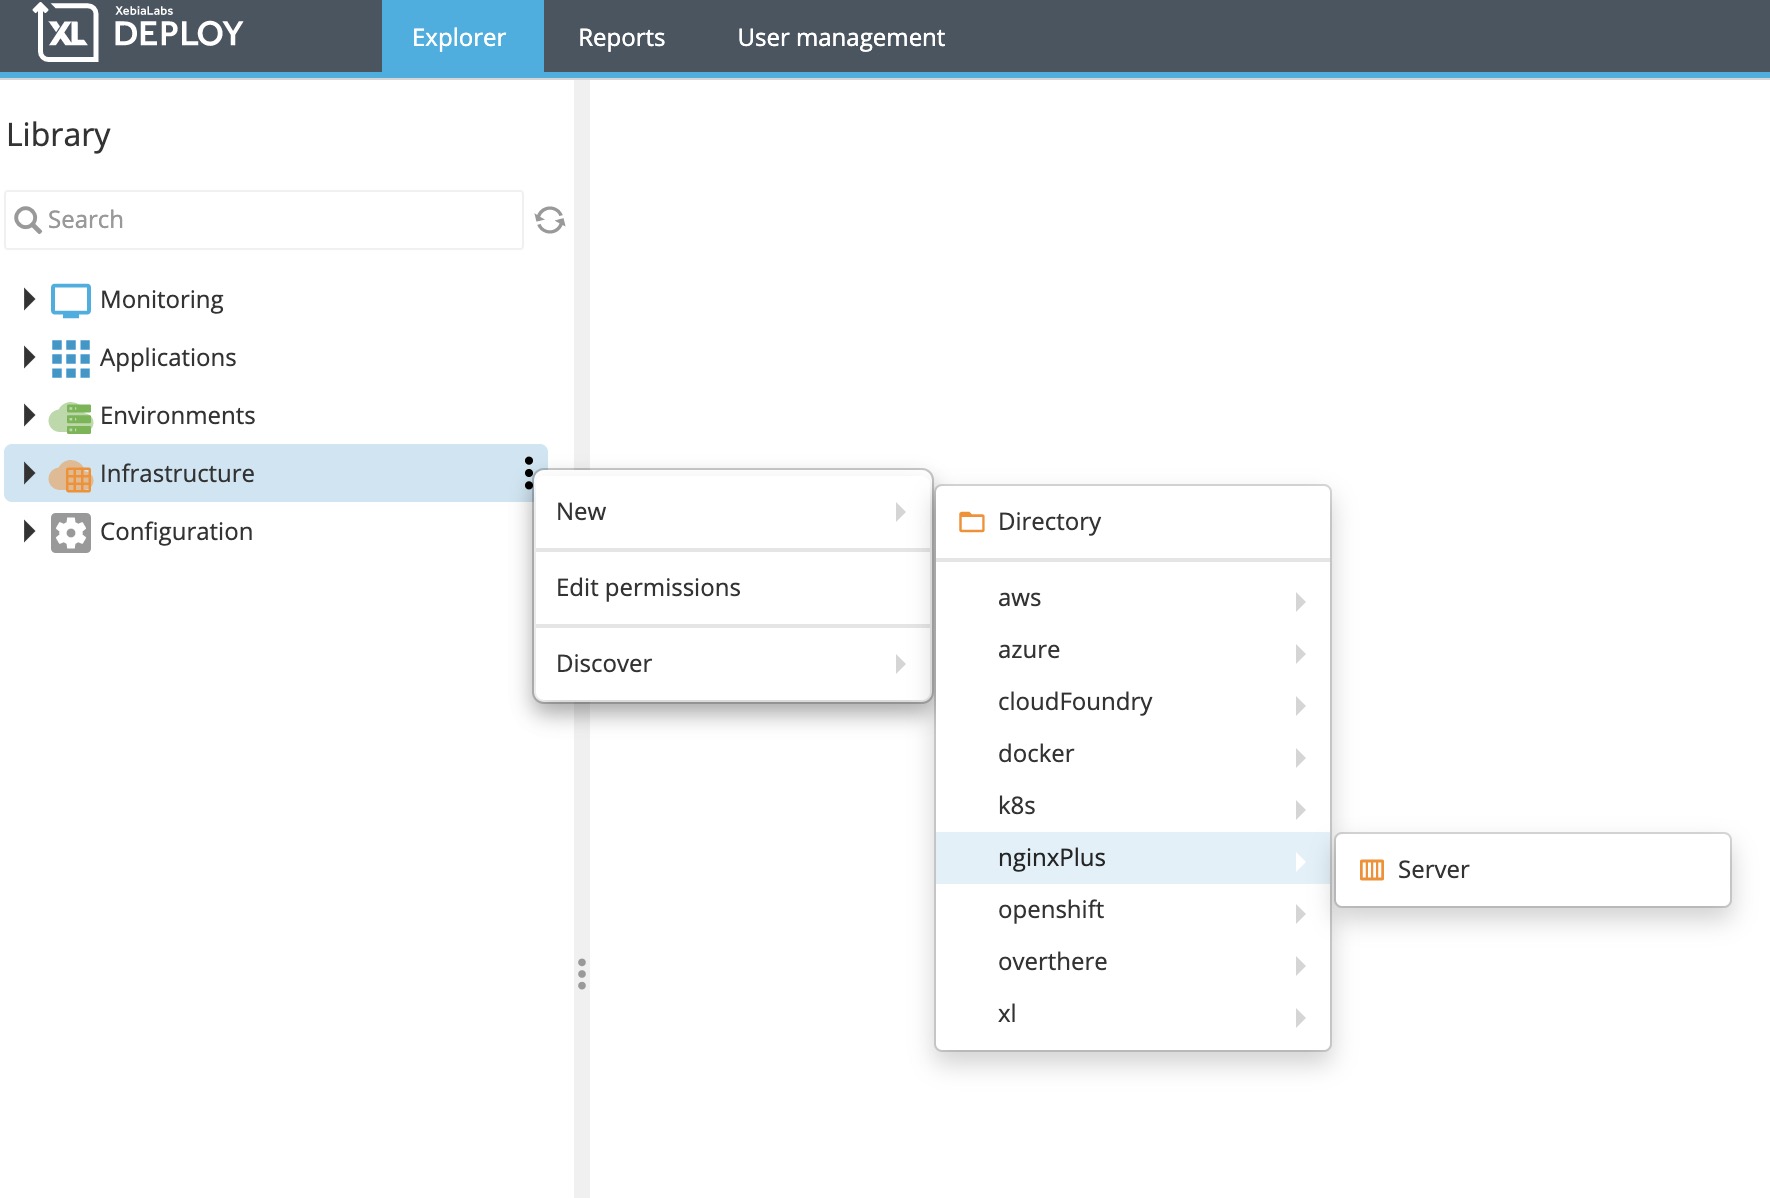 XL
XebiaLabs
DEPLOY
Explorer
Reports
User management
Library
Search
Monitoring
Applications
Environments
Infrastructure
Configuration
New
Edit permissions
Discover
Directory
aws
azure
cloudFoundry
docker
k8s
nginxPlus
openshift
overthere
xl
Server